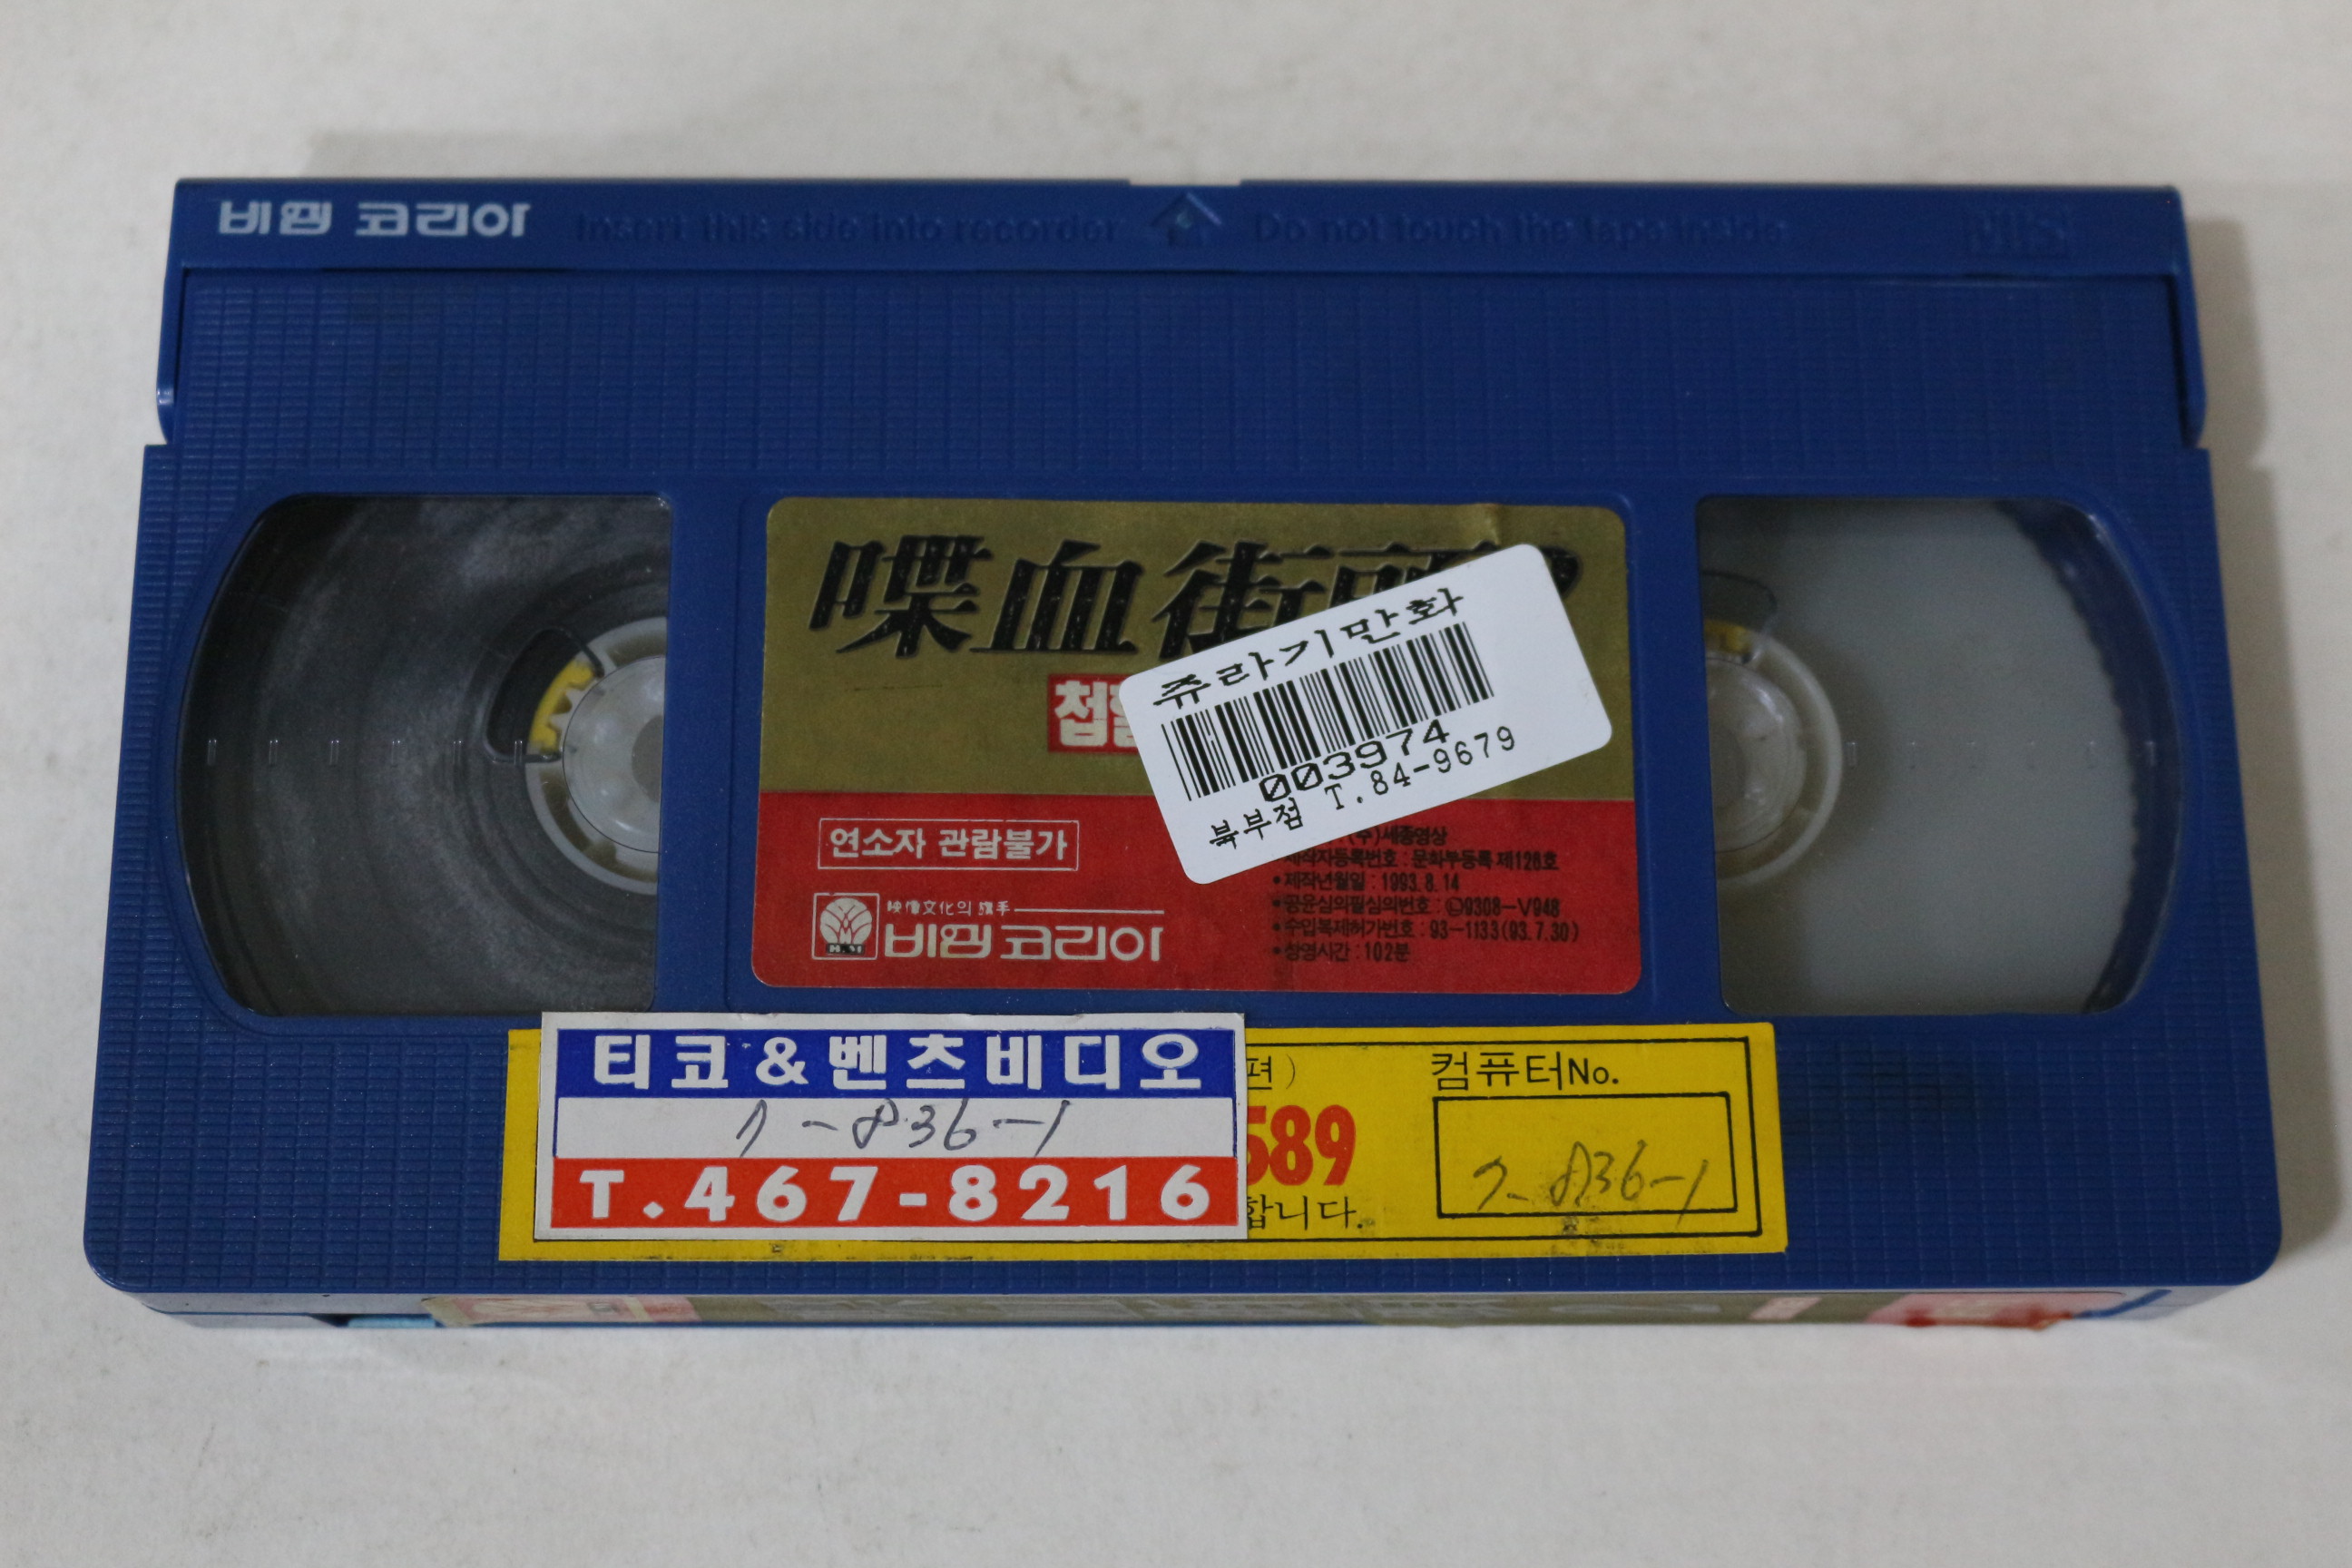 비엠 코리아
Insert this side into recorder
Do not touch the tape inside
VHS
喋血街頭2
첩혈
쥬라기만화
003974
북부점 T.84-9679
연소자 관람불가
映像文化의 旗手
비엠 코리아
(주)세종영상
제작자등록번호 : 문화부등록 제128호
•제작년월일 : 1993. 8. 14
•공윤심의필심의번호 : ㉡9308-V948
•수입복제허가번호 : 93-1133(93.7.30)
•상영시간 : 102분
티코&벤츠비디오
7-836-1
T.467-8216
편)
589
합니다.
컴퓨터No.
7-836-1